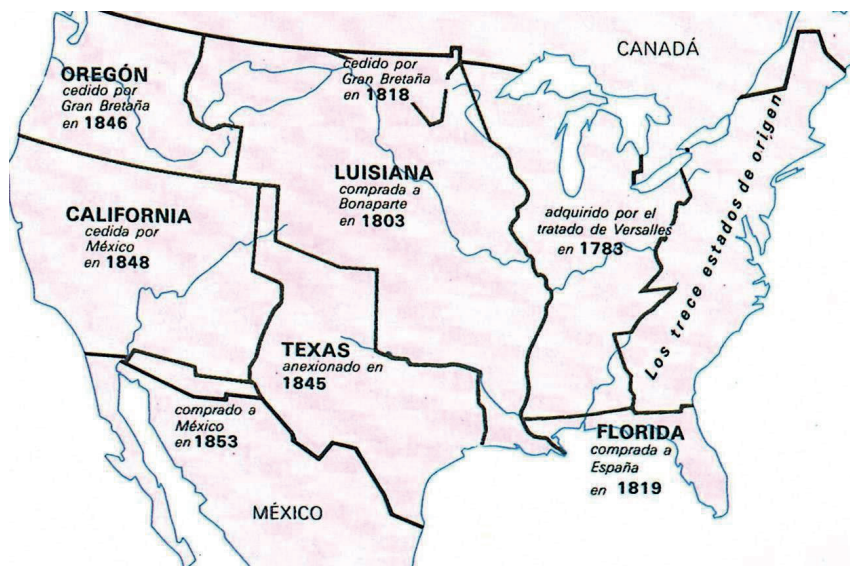 CANADÁ
OREGÓN
cedido por
Gran Bretaña
en 1846
cedido por
Gran Bretaña
en 1818
LUISIANA
comprada a
Bonaparte
en 1803
adquirido por el
tratado de Versalles
en 1783
Los trece estados de origen
CALIFORNIA
cedida por
México
en 1848
TEXAS
anexionado en
1845
comprado a
México
en 1853
FLORIDA
comprada a
España
en 1819
MÉXICO